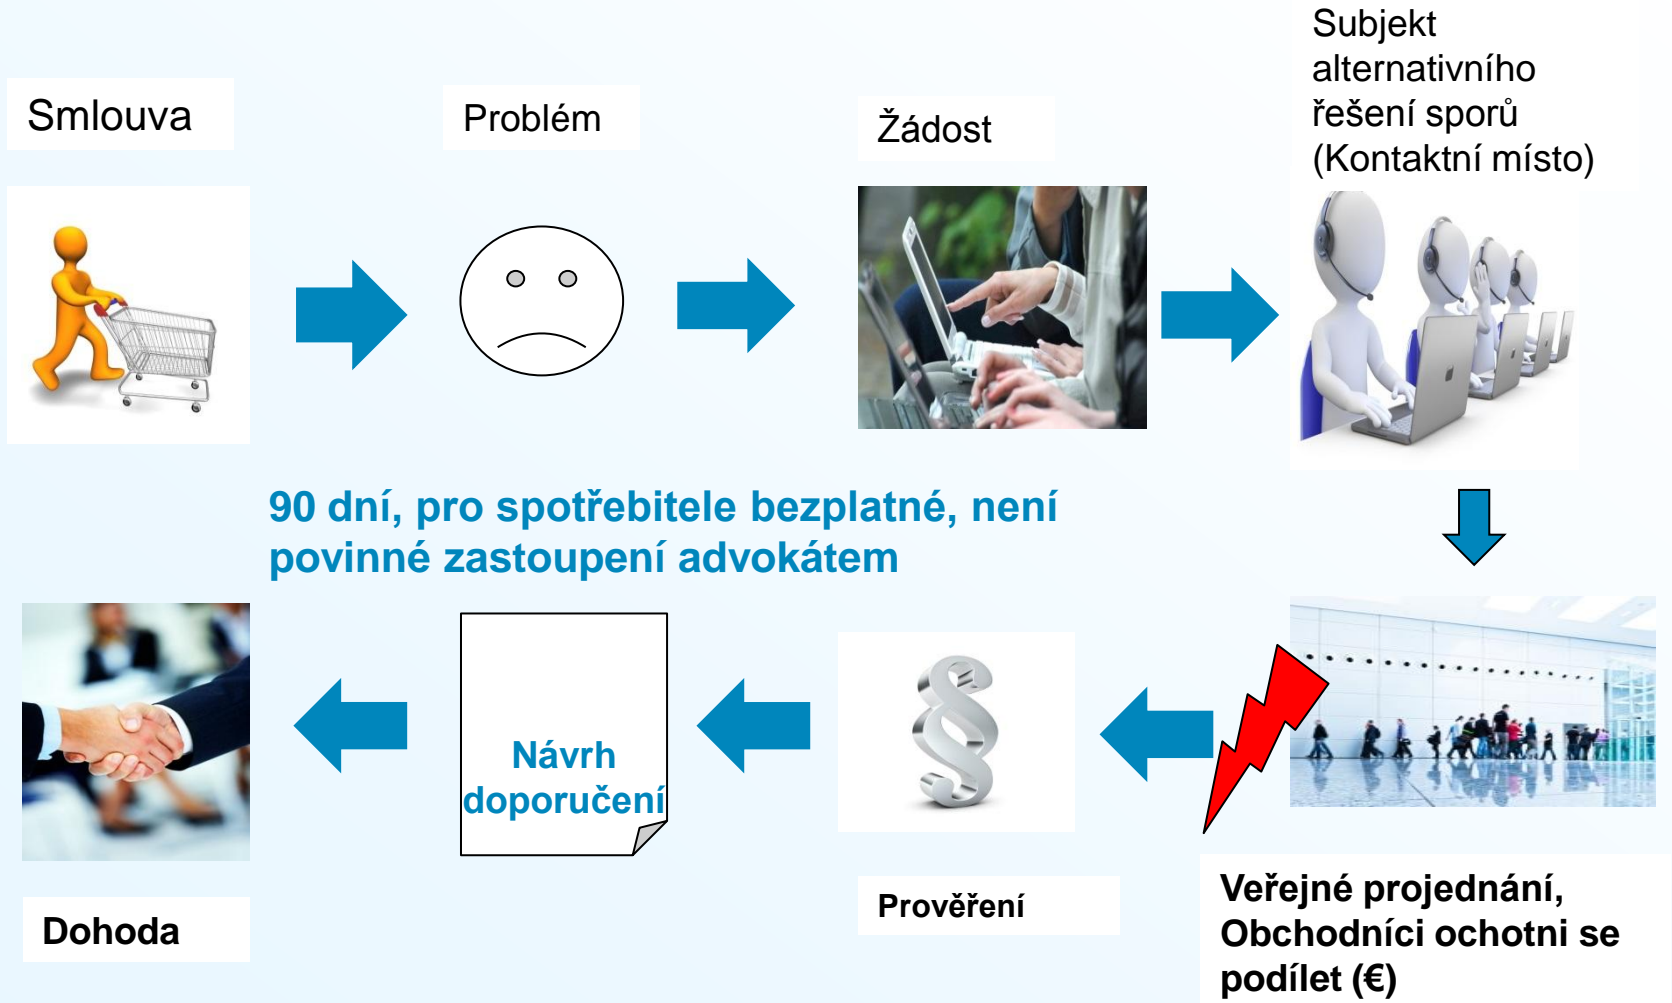 Smlouva
Problém
Žádost
Subjekt
alternativního
řešení sporů
(Kontaktní místo)
90 dní, pro spotřebitele bezplatné, není
povinné zastoupení advokátem
Návrh
doporučení
Dohoda
Prověření
Veřejné projednání,
Obchodníci ochotni se
podílet (€)